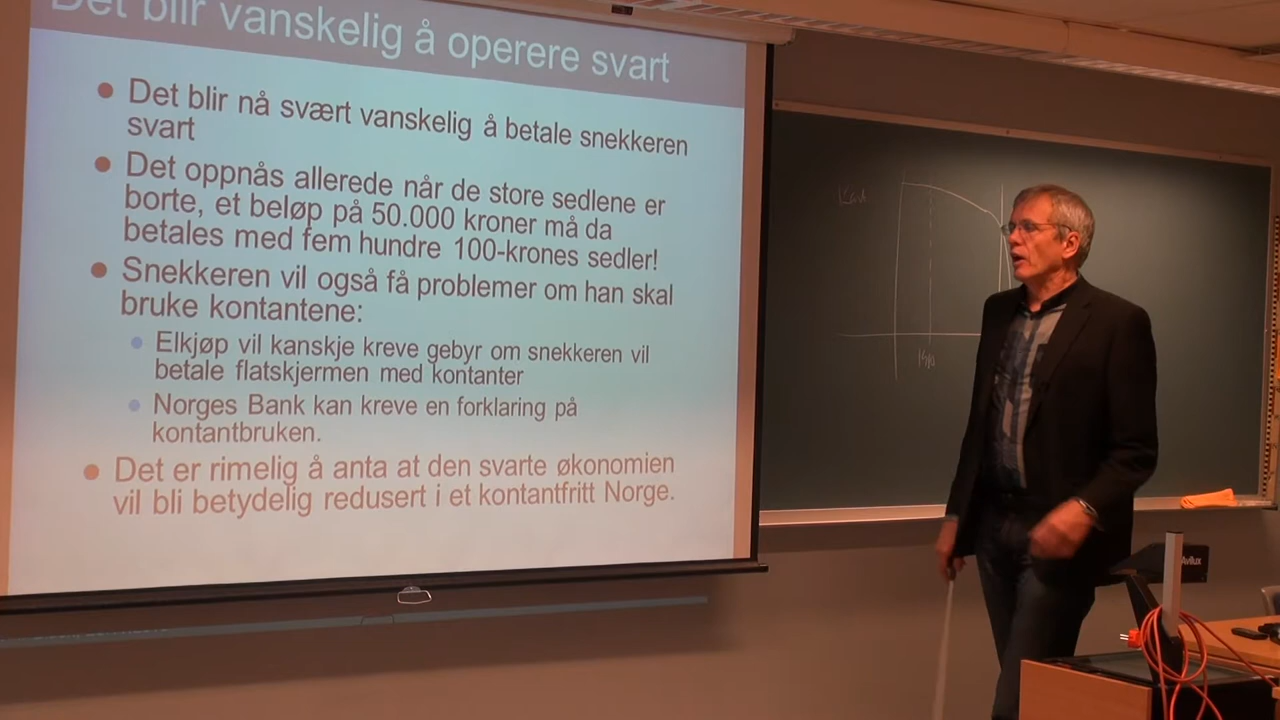 Det blir vanskelig å operere svart
Det blir nå svært vanskelig å betale snekkeren
svart
Det oppnås allerede når de store sedlene er
borte, et beløp på 50.000 kroner må da
betales med fem hundre 100-krones sedler!
Snekkeren vil også få problemer om han skal
bruke kontantene:
Elkjøp vil kanskje kreve gebyr om snekkeren vil
betale flatskjermen med kontanter
Norges Bank kan kreve en forklaring på
kontantbruken.
Det er rimelig å anta at den svarte økonomien
vil bli betydelig redusert i et kontantfritt Norge.
Avilux